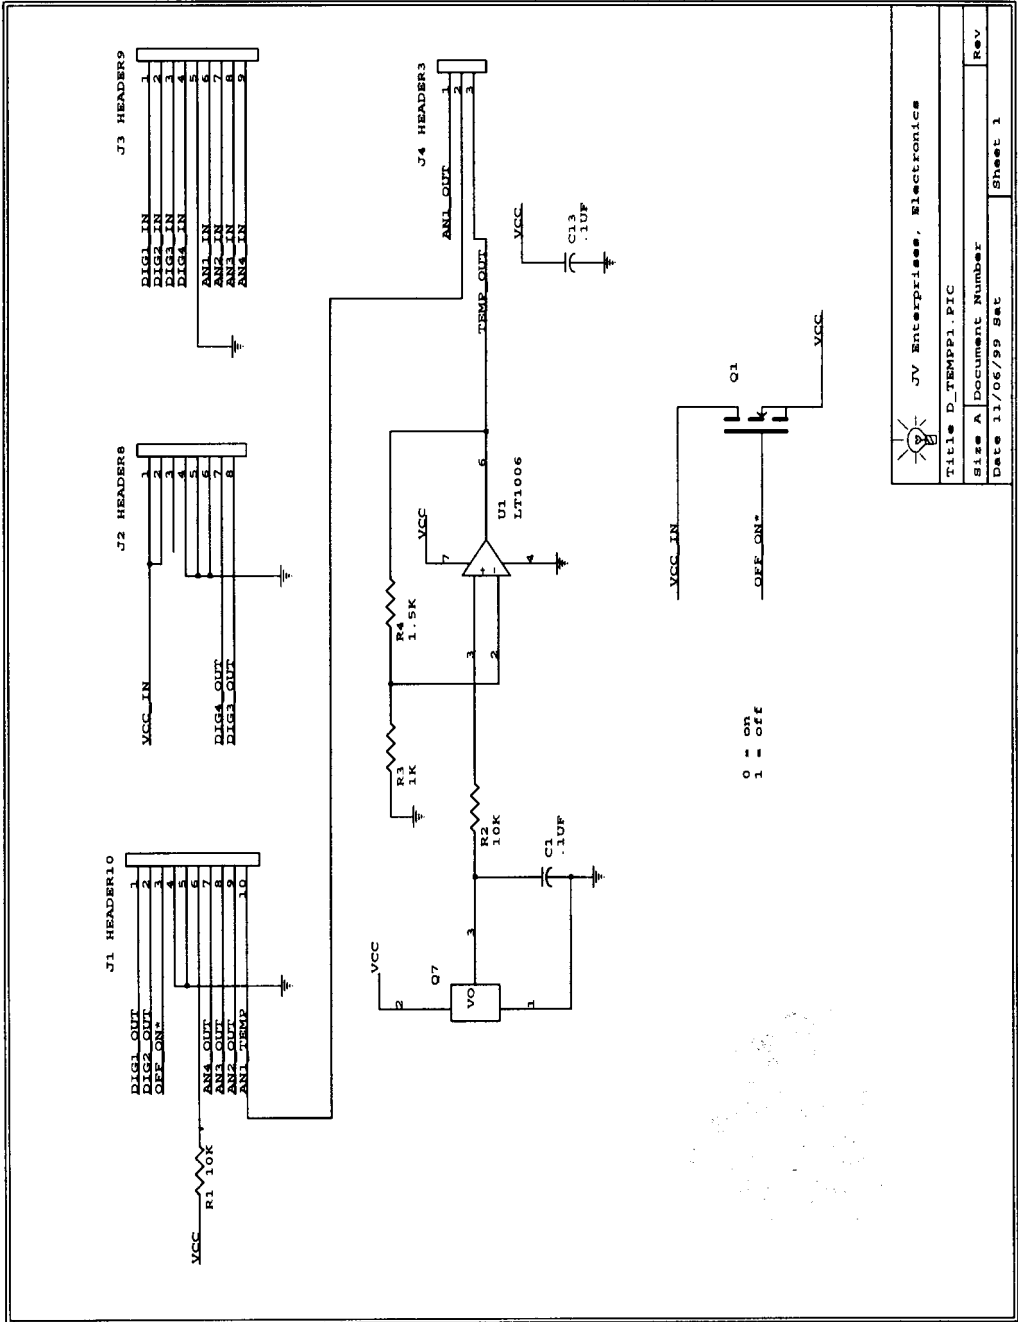 J1 HEADER10
DIG1_OUT 1
DIG2_OUT 2
OFF_ON* 3
4
5
6
AN4_OUT 7
AN3_OUT 8
AN2_OUT 9
AN1_TEMP 10
VCC
R1 10K
J2 HEADER8
VCC_IN 1
2
3
4
5
6
DIG4_OUT 7
DIG3_OUT 8
J3 HEADER9
DIG1_IN 1
DIG2_IN 2
DIG3_IN 3
DIG4_IN 4
5
AN1_IN 6
AN2_IN 7
AN3_IN 8
AN4_IN 9
J4 HEADER3
AN1_OUT 1
2
3
TEMP_OUT
VCC
2
Q7
VO
3
1
C1
.1UF
R2
10K
R3
1K
R4
1.5K
3
2
VCC
7
+
-
6
4
U1
LT1006
VCC
C13
.1UF
0 = on
1 = off
VCC_IN
OFF_ON*
Q1
VCC
JV Enterprises, Electronics
Title D_TEMPP1.PIC
Size A Document Number Rev
Date 11/06/99 Sat Sheet 1